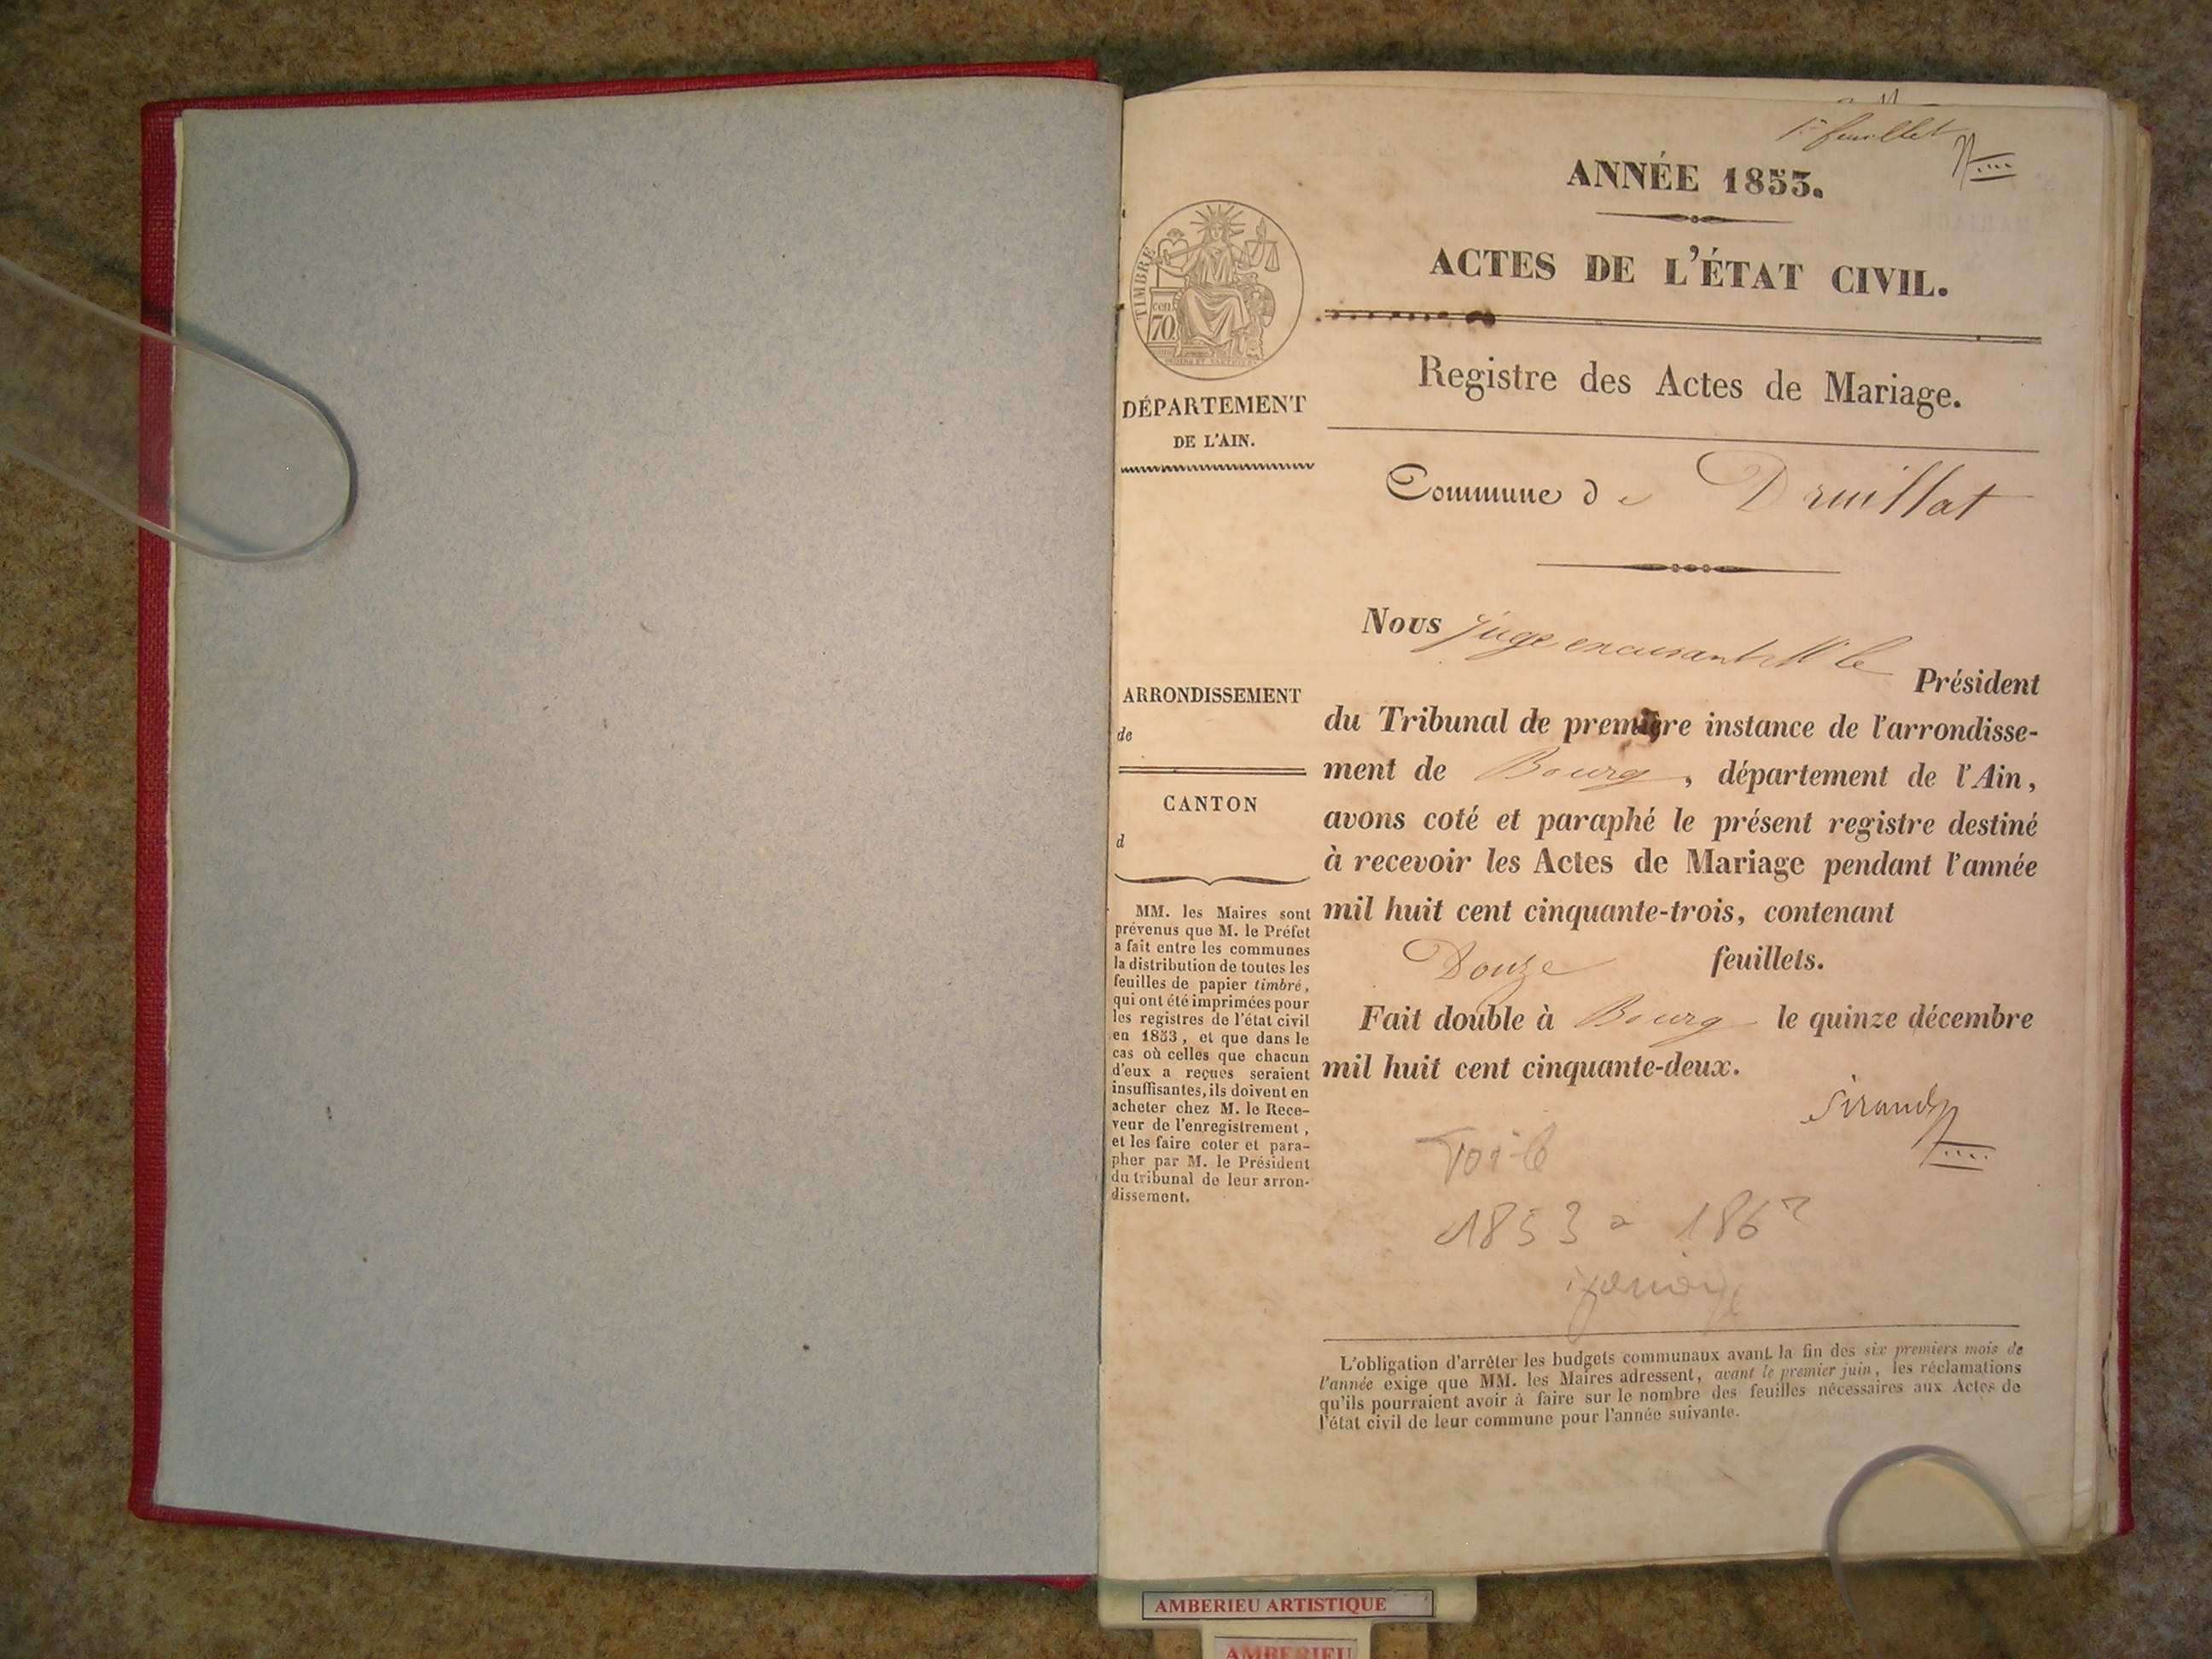 1er feuillet
ANNÉE 1853.
ACTES DE L'ÉTAT CIVIL.
TIMBRE
cen.
70.
DÉPARTEMENT
DE L'AIN.
Registre des Actes de Mariage.
Commune de Druillat
Nous juge excusant Mr le
Président
du Tribunal de première instance de l'arrondisse-
ment de Bourg, département de l'Ain,
avons coté et paraphé le présent registre destiné
à recevoir les Actes de Mariage pendant l'année
mil huit cent cinquante-trois, contenant
Douze feuillets.
Fait double à Bourg le quinze décembre
mil huit cent cinquante-deux.
Sirand
1853 a 186
ARRONDISSEMENT
de
CANTON
d
MM. les Maires sont
prévenus que M. le Préfet
a fait entre les communes
la distribution de toutes les
feuilles de papier timbré,
qui ont été imprimées pour
les registres de l'état civil
en 1853, et que dans le
cas où celles que chacun
d'eux a reçues seraient
insuffisantes, ils doivent en
acheter chez M. le Rece-
veur de l'enregistrement,
et les faire coter et para-
pher par M. le Président
du tribunal de leur arron-
dissement.
L'obligation d'arrêter les budgets communaux avant la fin des six premiers mois de
l'année exige que MM. les Maires adressent, avant le premier juin, les réclamations
qu'ils pourraient avoir à faire sur le nombre des feuilles nécessaires aux Actes de
l'état civil de leur commune pour l'année suivante.
AMBERIEU ARTISTIQUE
AMBERIEU